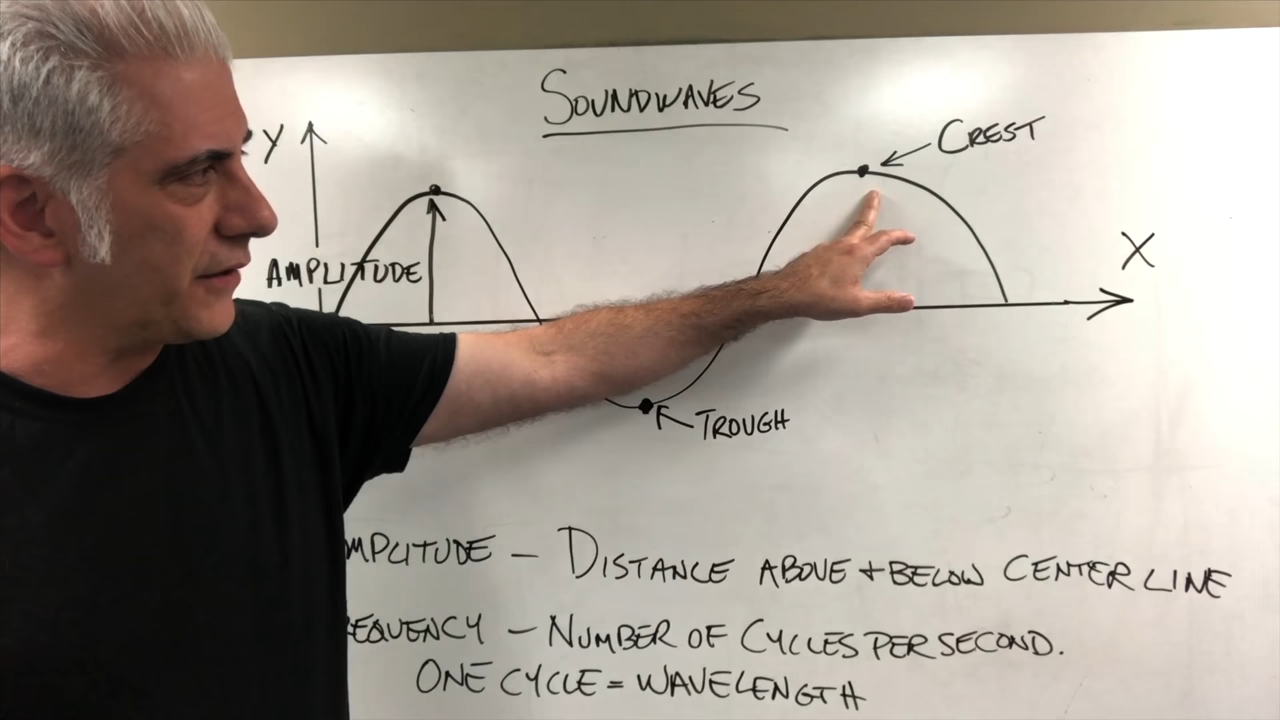 SOUNDWAVES
Y
CREST
X
AMPLITUDE
TROUGH
MPLITUDE – DISTANCE ABOVE + BELOW CENTER LINE
REQUENCY – NUMBER OF CYCLES PER SECOND.
ONE CYCLE = WAVELENGTH